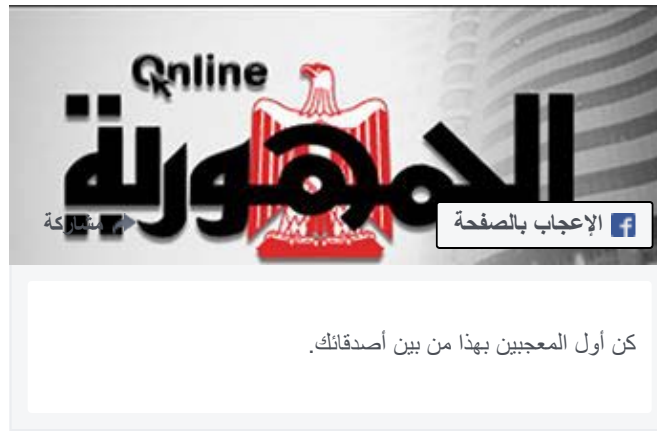 Online
الجمهورية
الإعجاب بالصفحة
مشاركة
كن أول المعجبين بهذا من بين أصدقائك.